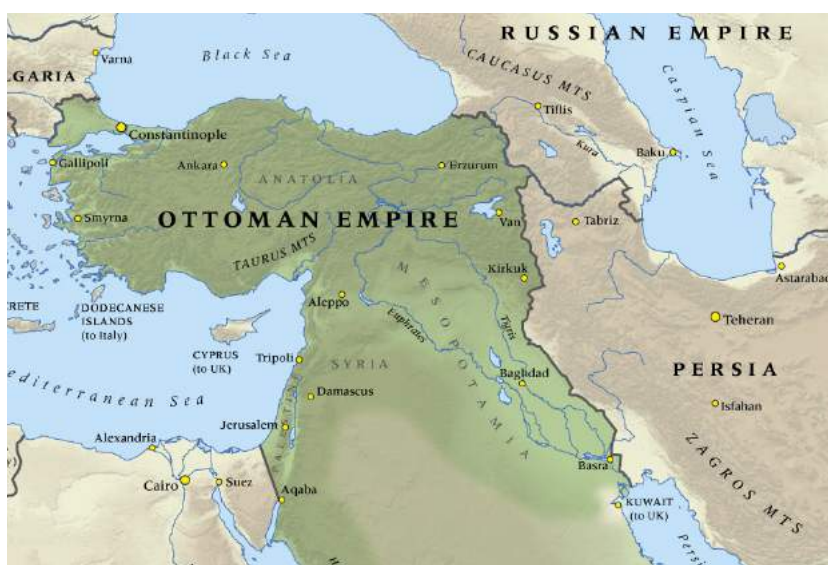 RUSSIAN EMPIRE
Black Sea
CAUCASUS MTS
Caspian Sea
Varna
LGARIA
Tiflis
Kura
Baku
Constantinople
Gallipoli
Ankara
ANATOLIA
Erzurum
Smyrna
OTTOMAN EMPIRE
Van
Tabriz
TAURUS MTS
Kirkuk
Astarabad
MESOPOTAMIA
Aleppo
Euphrates
Tigris
Teheran
CRETE
DODECANESE
ISLANDS
(to Italy)
CYPRUS
(to UK)
Tripoli
SYRIA
Baglidad
PERSIA
Mediterranean Sea
Damascus
Isfahan
Alexandria
Jerusalem
ZAGROS MTS
Basra
Cairo
Suez
Aqaba
KUWAIT
(to UK)